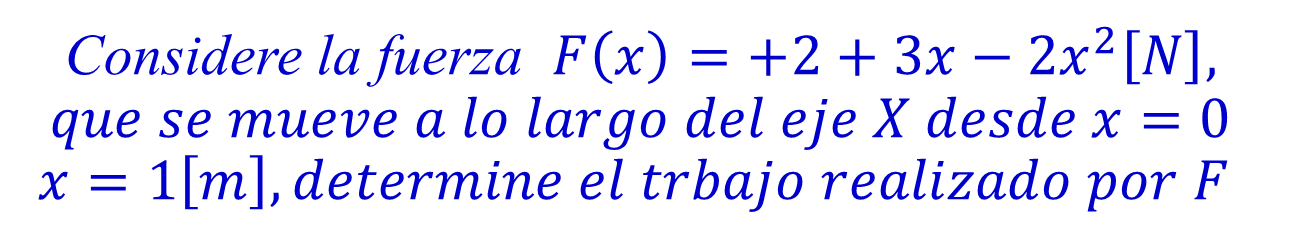 Considere la fuerza F(x) = +2 + 3x − 2x²[N],
que se mueve a lo largo del eje X desde x = 0
x = 1[m], determine el trbajo realizado por F